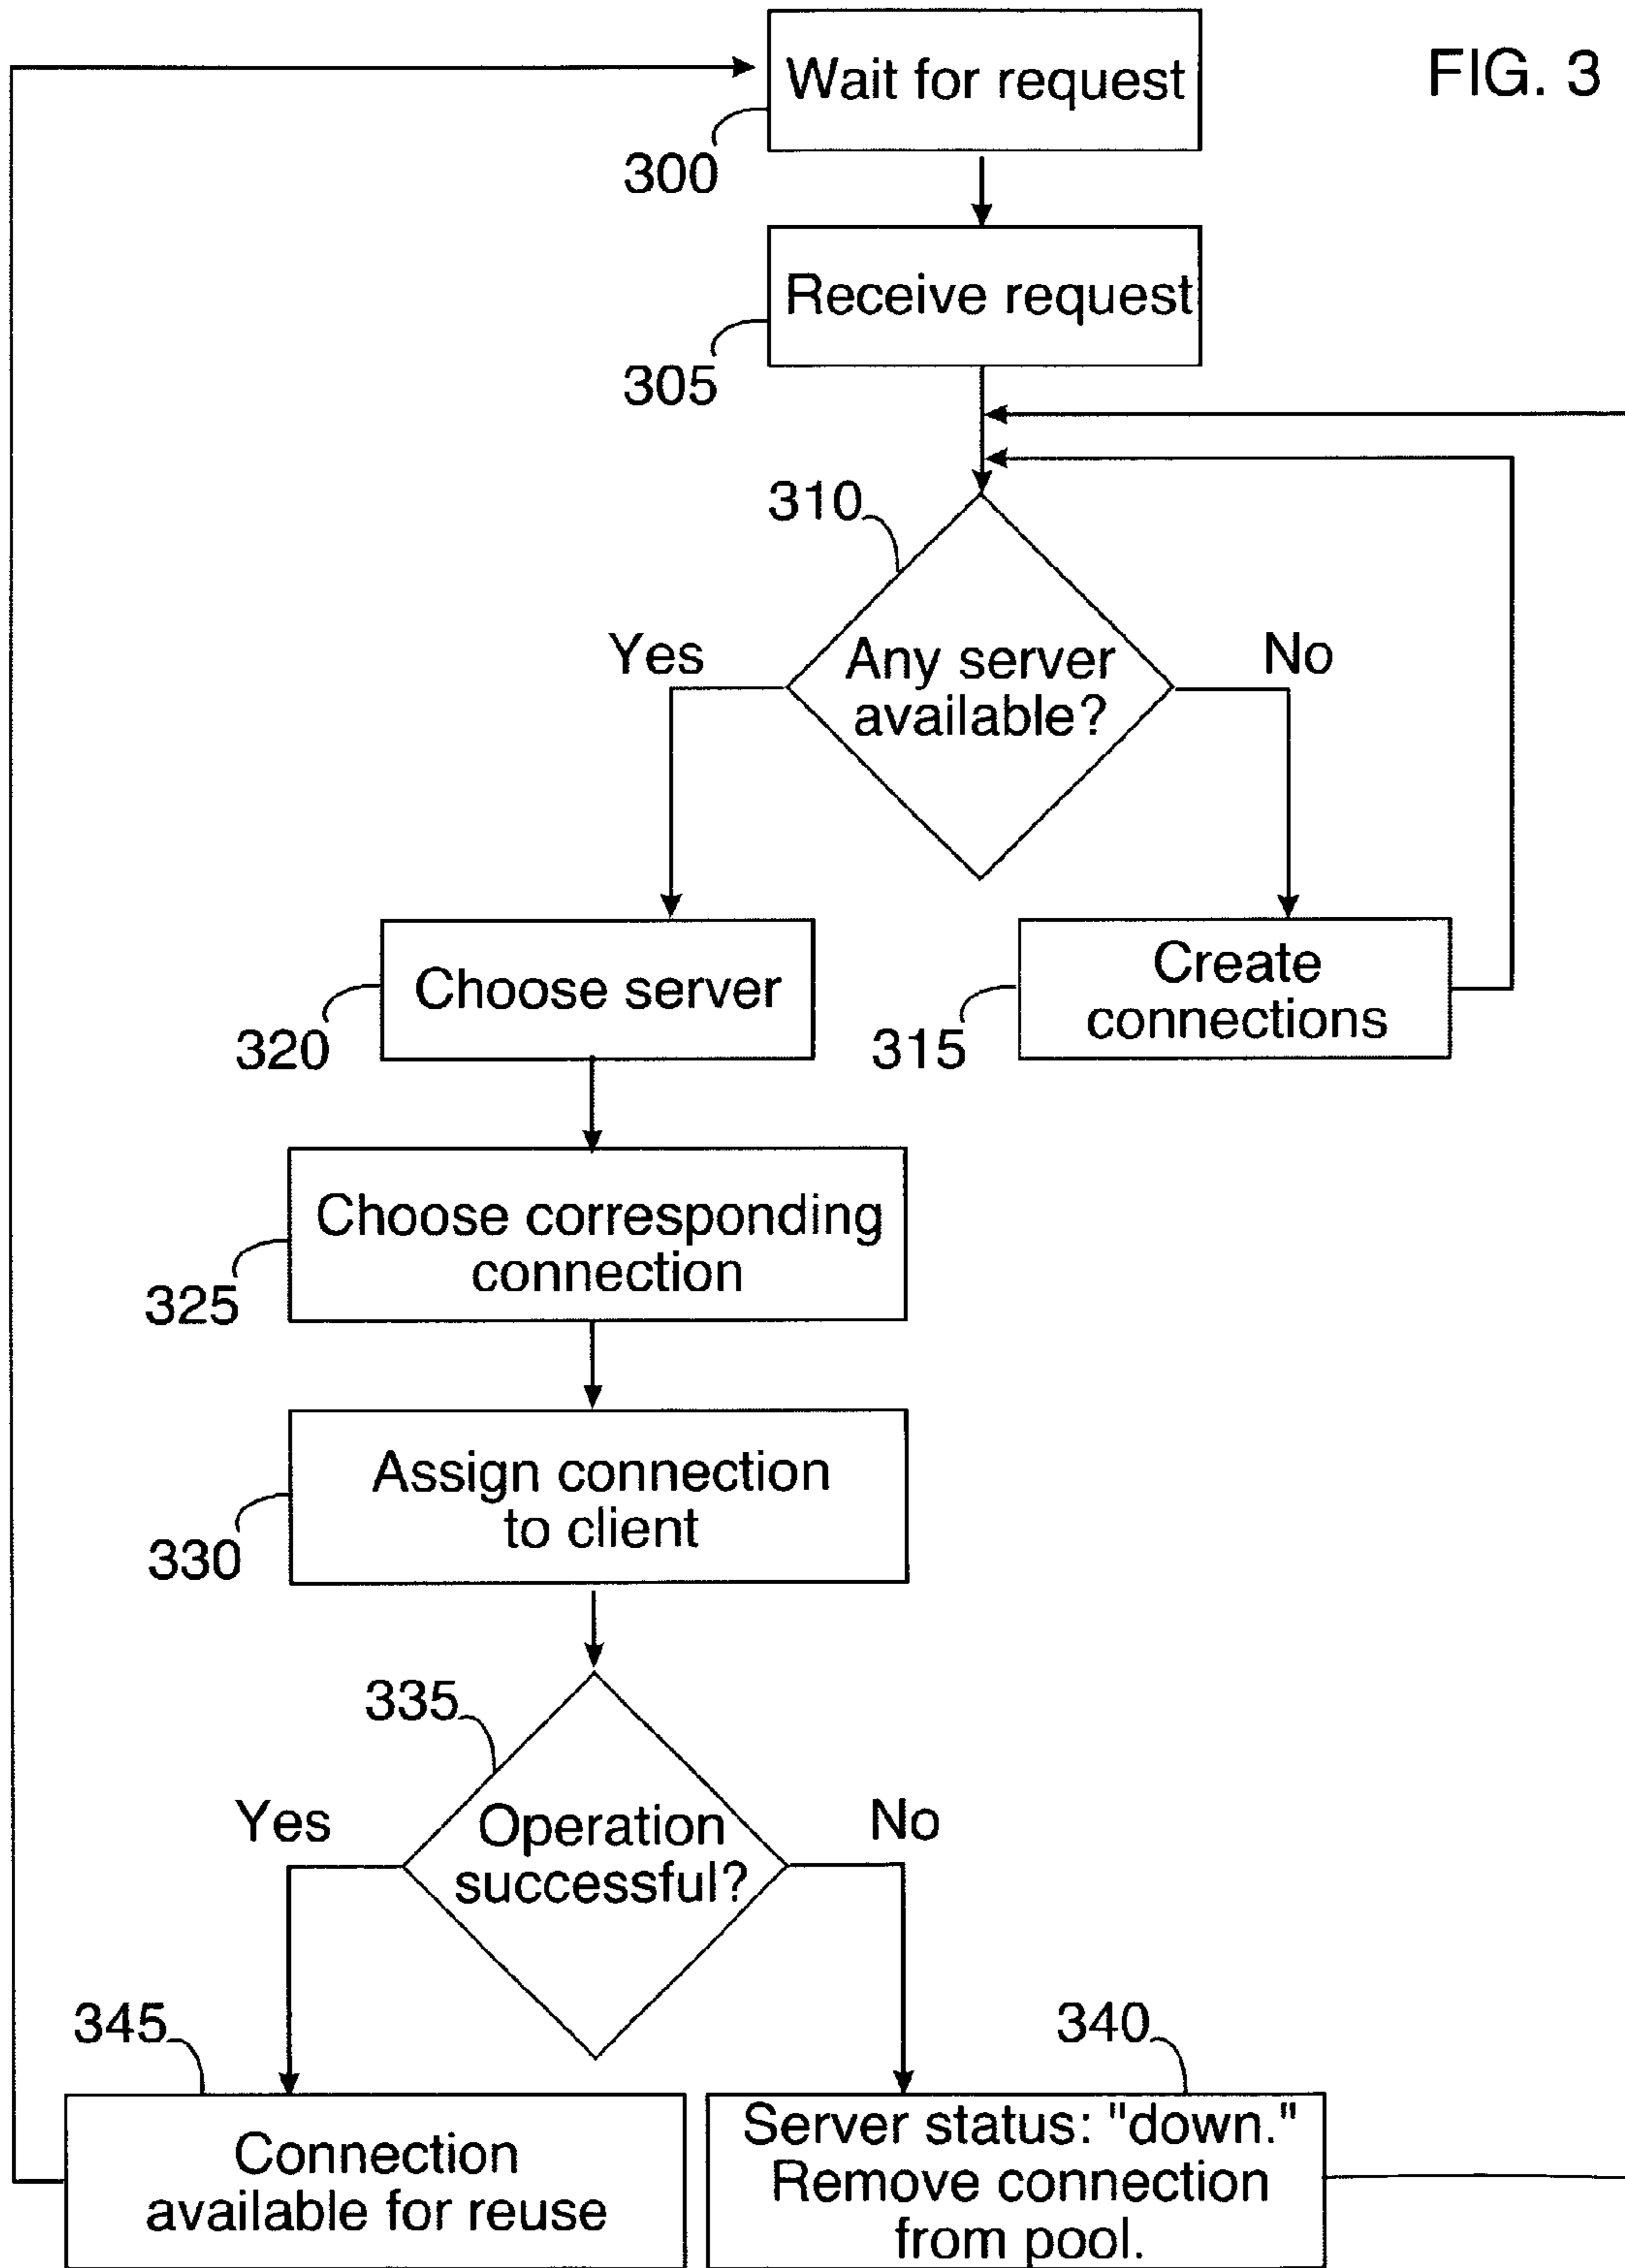 FIG. 3
Wait for request
300
Receive request
305
310
Yes
Any server
available?
No
Choose server
320
Create
connections
315
Choose corresponding
connection
325
Assign connection
to client
330
335
Yes
Operation
successful?
No
345
340
Connection
available for reuse
Server status: "down."
Remove connection
from pool.